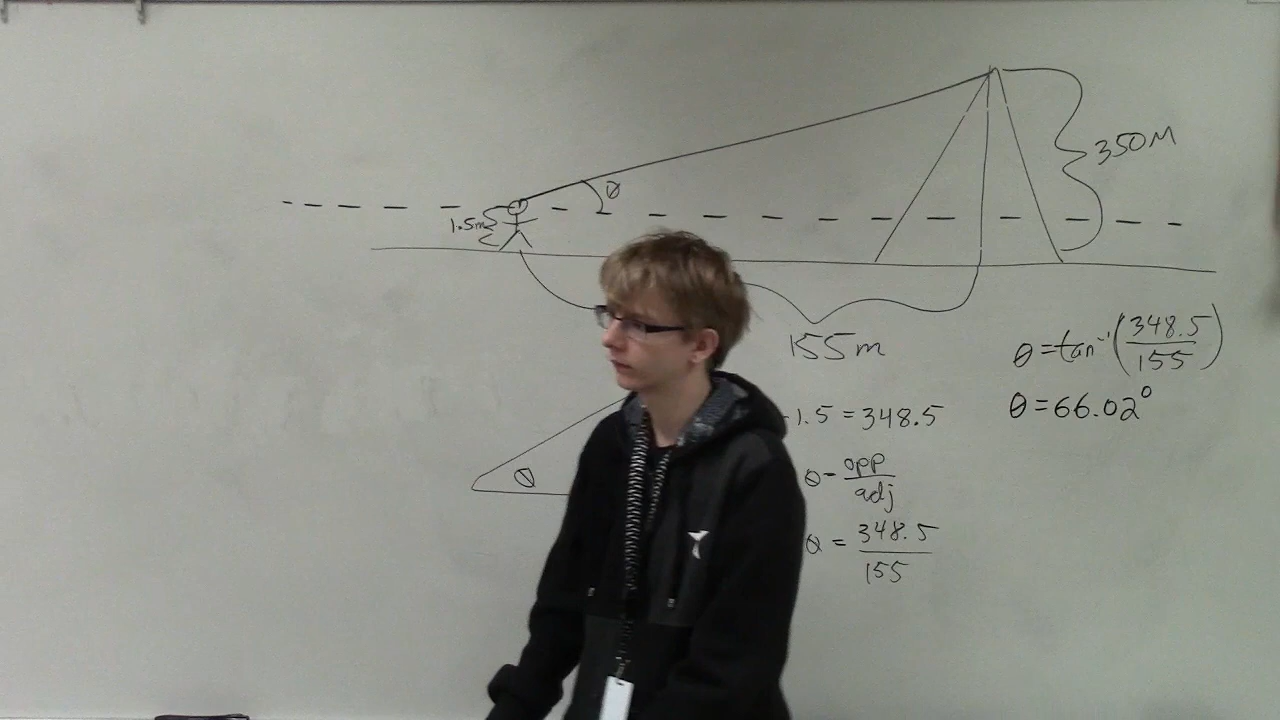 350M
θ
1.5m
155m
-1.5 = 348.5
θ = opp/adj
θ = 348.5/155
θ
θ = tan⁻¹(348.5/155)
θ = 66.02°